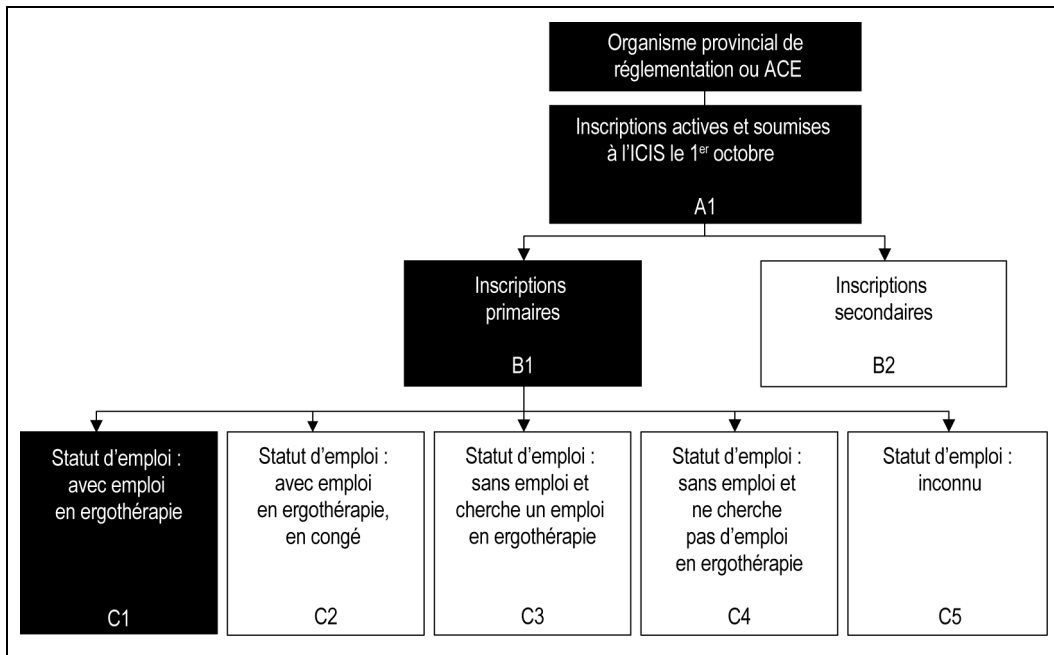 Organisme provincial de
réglementation ou ACE
Inscriptions actives et soumises
à l’ICIS le 1er octobre
A1
Inscriptions
primaires
B1
Inscriptions
secondaires
B2
Statut d’emploi :
avec emploi
en ergothérapie
C1
Statut d’emploi :
avec emploi
en ergothérapie,
en congé
C2
Statut d’emploi :
sans emploi et
cherche un emploi
en ergothérapie
C3
Statut d’emploi :
sans emploi et
ne cherche
pas d’emploi
en ergothérapie
C4
Statut d’emploi :
inconnu
C5